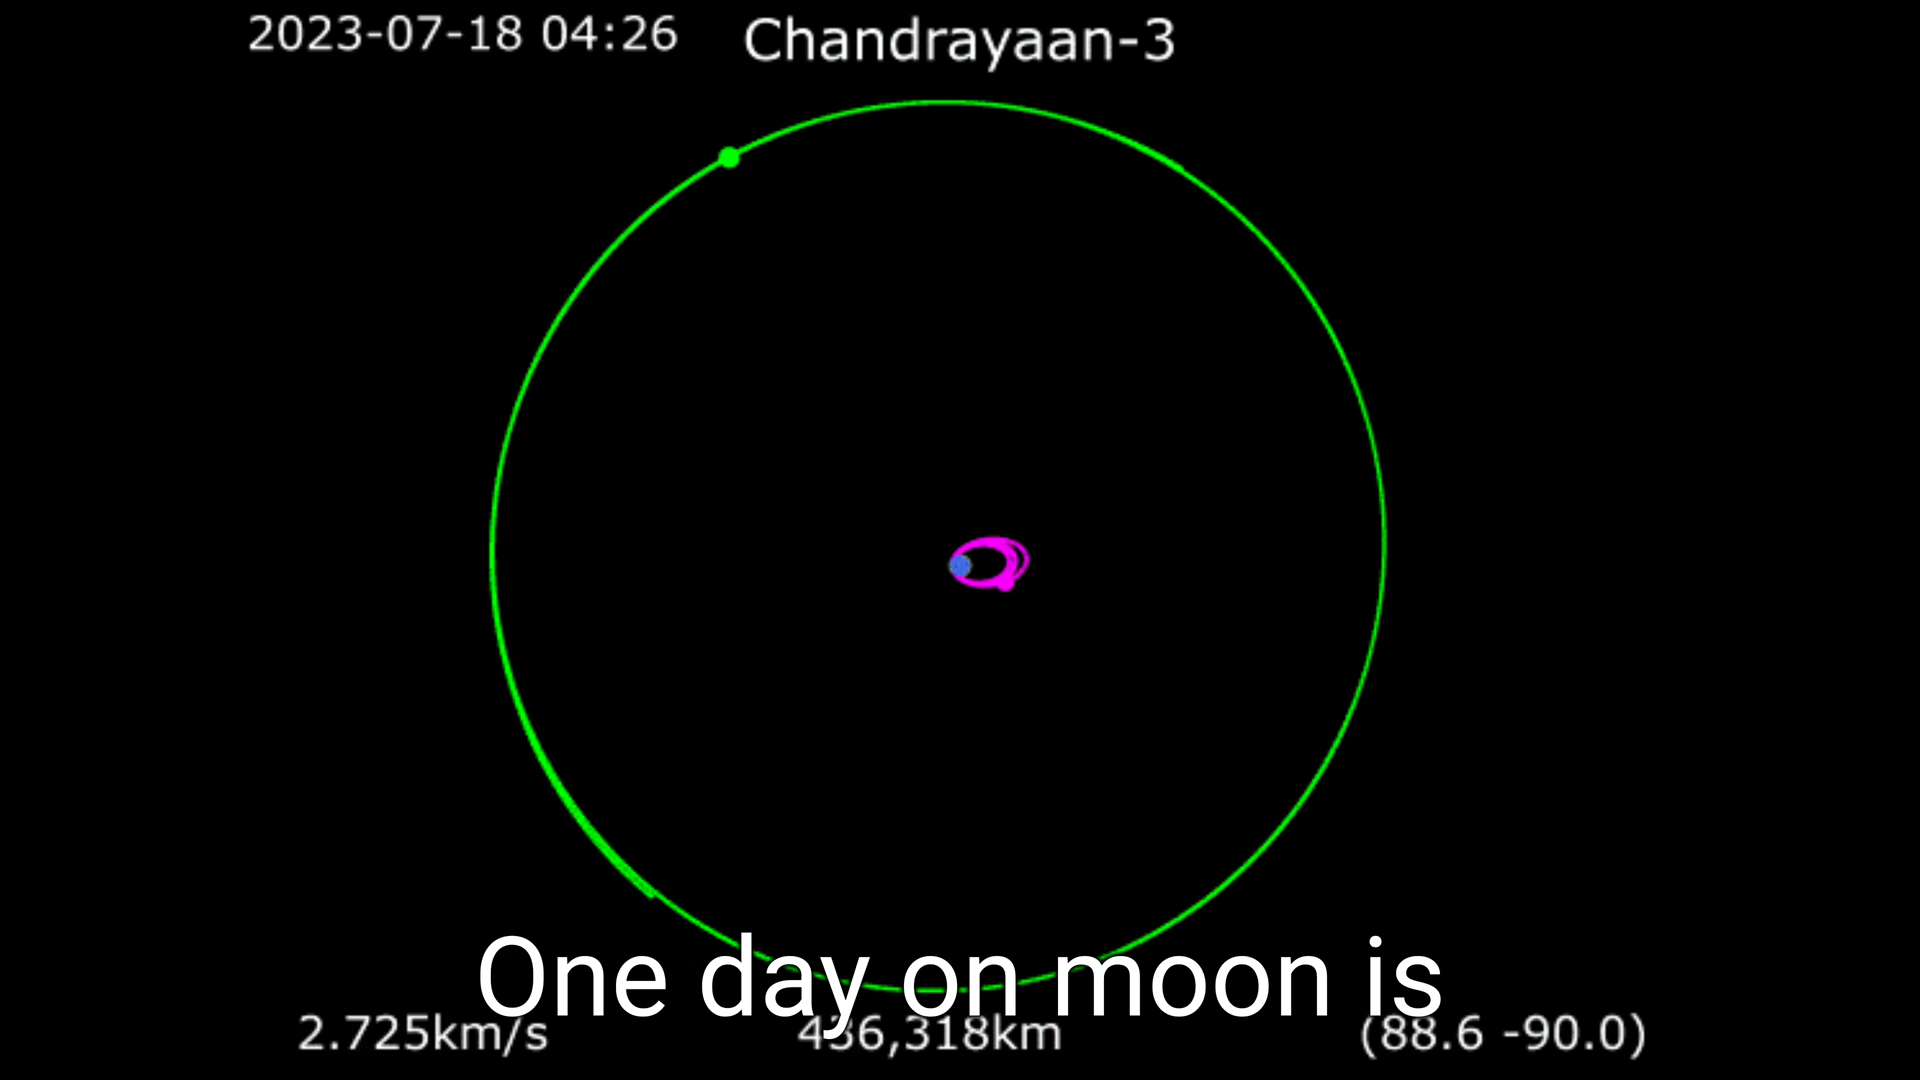 2023-07-18 04:26
Chandrayaan-3
One day on moon is
2.725km/s
436,318km
(88.6 -90.0)